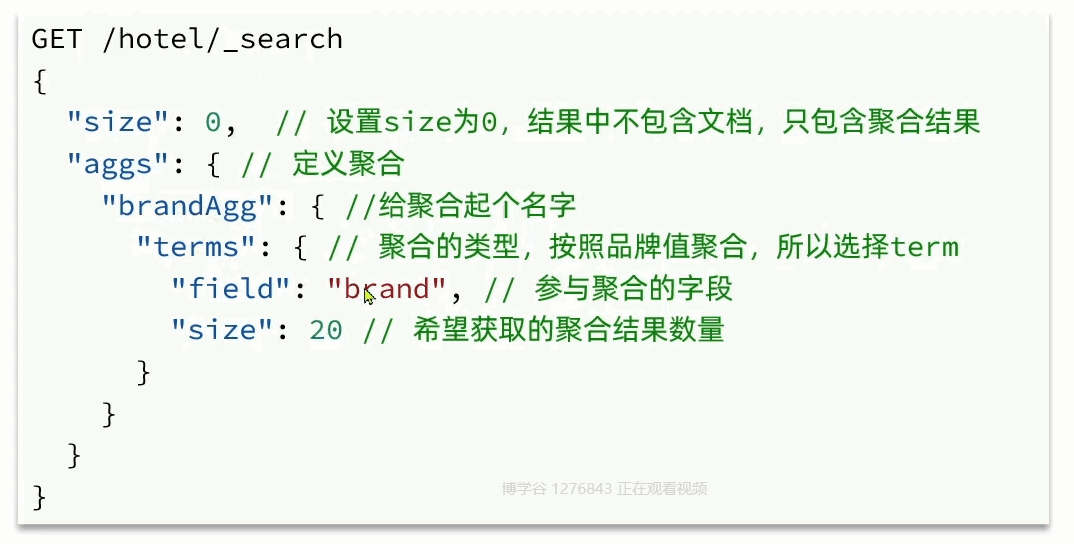 GET /hotel/_search
{
  "size": 0,  // 设置size为0，结果中不包含文档，只包含聚合结果
  "aggs": { // 定义聚合
    "brandAgg": { //给聚合起个名字
      "terms": { // 聚合的类型，按照品牌值聚合，所以选择term
        "field": "brand", // 参与聚合的字段
        "size": 20 // 希望获取的聚合结果数量
      }
    }
  }
}
博学谷 1276843 正在观看视频